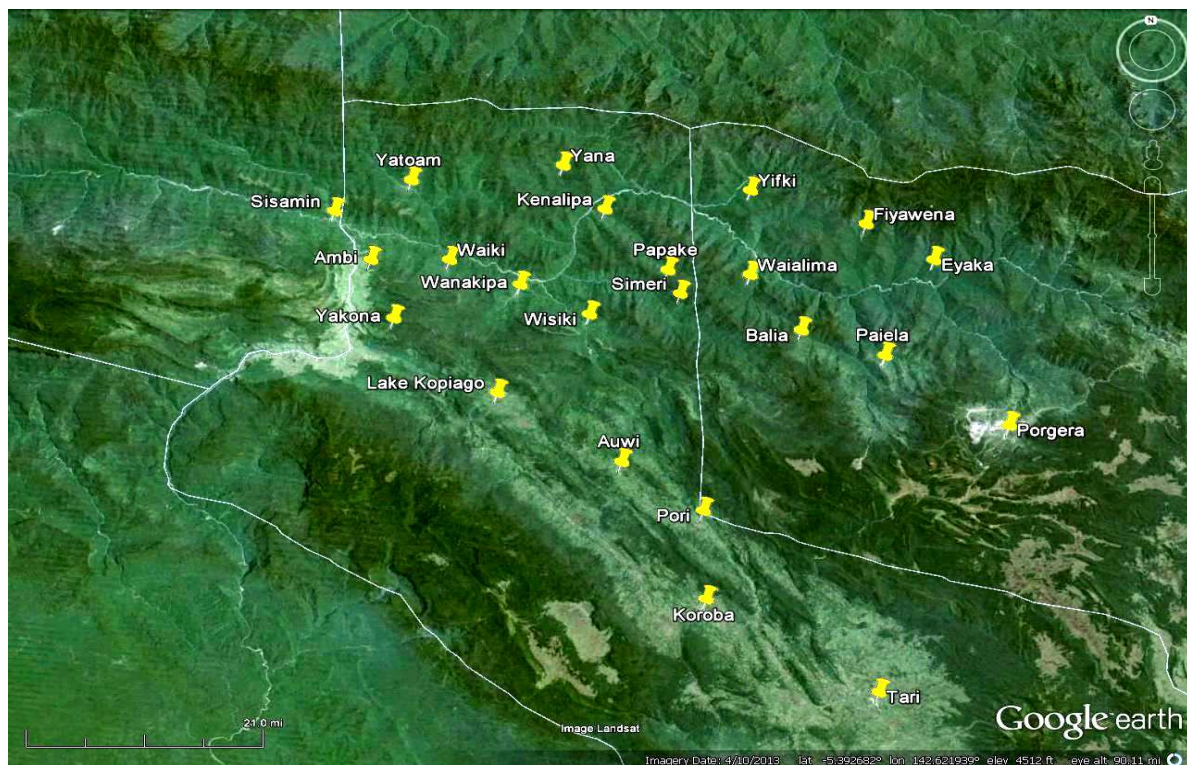 N
Yatoam
Yana
Yifki
Sisamin
Kenalipa
Fiyawena
Ambi
Waiki
Papake
Waialima
Eyaka
Wanakipa
Simeri
Yakona
Wisiki
Balia
Paiela
Lake Kopiago
Porgera
Auwi
Pori
Koroba
Tari
21.0 mi
Image Landsat
Google earth
Imagery Date: 4/10/2013 lat -5.392682° lon 142.621939° elev 4512 ft eye alt 90.11 mi